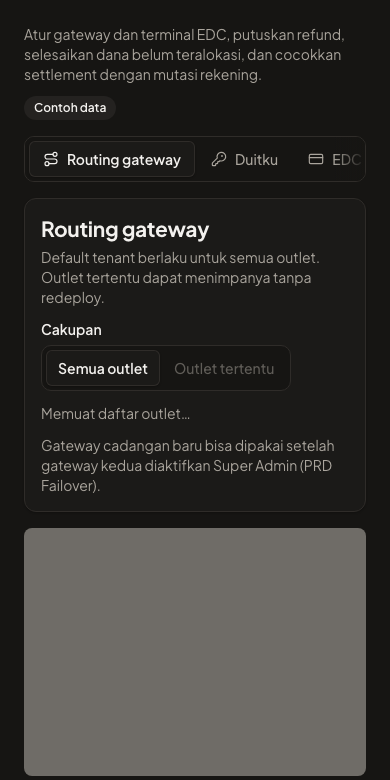 Atur gateway dan terminal EDC, putuskan refund,
selesaikan dana belum teralokasi, dan cocokkan
settlement dengan mutasi rekening.
Contoh data
Routing gateway
Duitku
EDC
Routing gateway
Default tenant berlaku untuk semua outlet.
Outlet tertentu dapat menimpanya tanpa
redeploy.
Cakupan
Semua outlet
Outlet tertentu
Memuat daftar outlet…
Gateway cadangan baru bisa dipakai setelah
gateway kedua diaktifkan Super Admin (PRD
Failover).